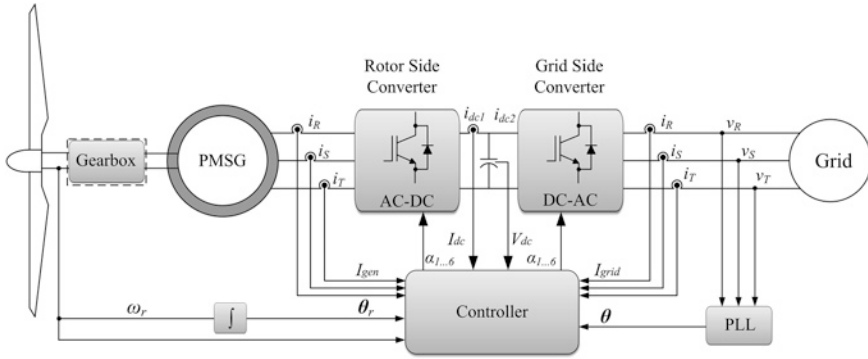 Rotor Side
Converter
Grid Side
Converter
i_R
i_dc1
i_dc2
i_R
v_R
Gearbox
PMSG
i_S
i_S
v_S
Grid
i_T
i_T
v_T
AC-DC
DC-AC
I_dc
V_dc
I_gen
α_1...6
α_1...6
I_grid
Controller
ω_r
∫
θ_r
θ
PLL